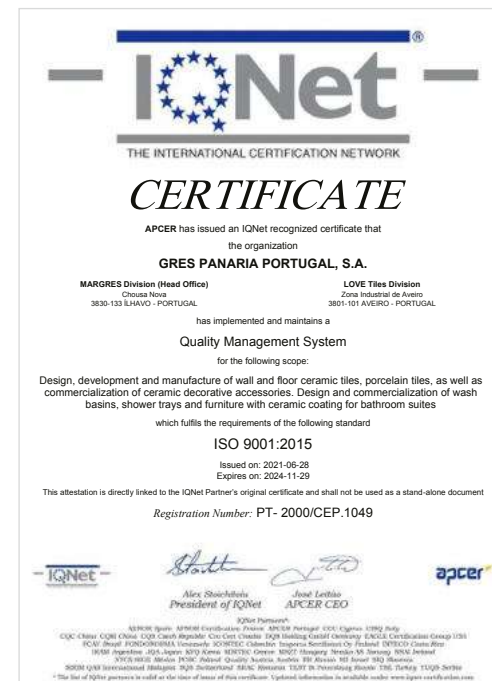 ®
IQNet
THE INTERNATIONAL CERTIFICATION NETWORK
CERTIFICATE
APCER has issued an IQNet recognized certificate that
the organization
GRES PANARIA PORTUGAL, S.A.
MARGRES Division (Head Office)
Chousa Nova
3830-133 ÍLHAVO - PORTUGAL
LOVE Tiles Division
Zona Industrial de Aveiro
3801-101 AVEIRO - PORTUGAL
has implemented and maintains a
Quality Management System
for the following scope:
Design, development and manufacture of wall and floor ceramic tiles, porcelain tiles, as well as
commercialization of ceramic decorative accessories. Design and commercialization of wash
basins, shower trays and furniture with ceramic coating for bathroom suites
which fulfils the requirements of the following standard
ISO 9001:2015
Issued on: 2021-06-28
Expires on: 2024-11-29
This attestation is directly linked to the IQNet Partner's original certificate and shall not be used as a stand-alone document
Registration Number: PT- 2000/CEP.1049
IQNet
Alex Stoichitoiu
President of IQNet
José Leitão
APCER CEO
apcer
IQNet Partners*: